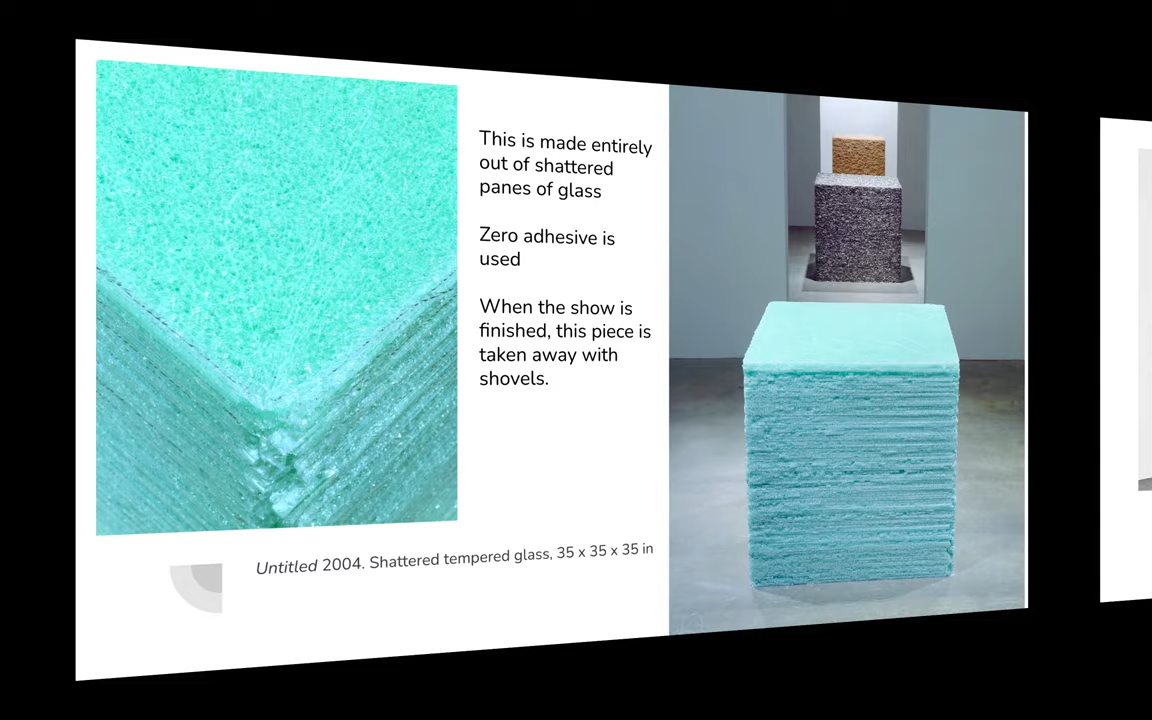 This is made entirely
out of shattered
panes of glass
Zero adhesive is
used
When the show is
finished, this piece is
taken away with
shovels.
Untitled 2004. Shattered tempered glass, 35 x 35 x 35 in